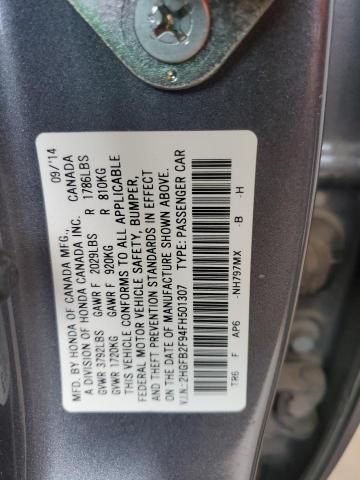 MFD. BY HONDA OF CANADA MFG., 09/'14
A DIVISION OF HONDA CANADA INC. CANADA
GVWR 3792LBS GAWR F 2029LBS R 1786LBS
GVWR 1720KG GAWR F 920KG R 810KG
THIS VEHICLE CONFORMS TO ALL APPLICABLE
FEDERAL MOTOR VEHICLE SAFETY, BUMPER,
AND THEFT PREVENTION STANDARDS IN EFFECT
ON THE DATE OF MANUFACTURE SHOWN ABOVE.
V.I.N.:2HGFB2F94FH501307 TYPE: PASSENGER CAR
TR6 F AP6 -NH797MX -B -H